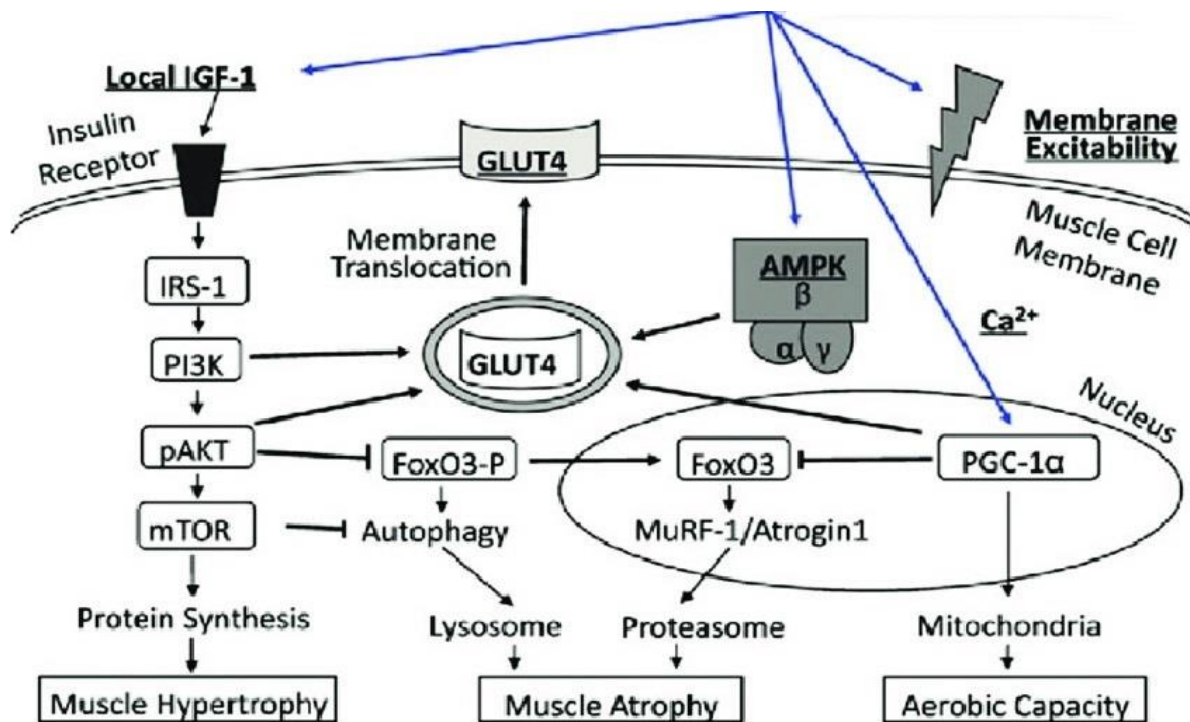 Local IGF-1
Insulin
Receptor
GLUT4
Membrane
Excitability
Muscle Cell
Membrane
Membrane
Translocation
IRS-1
AMPK
β
α γ
Ca²⁺
PI3K
GLUT4
Nucleus
pAKT
FoxO3-P
FoxO3
PGC-1α
mTOR
Autophagy
MuRF-1/Atrogin1
Protein Synthesis
Lysosome
Proteasome
Mitochondria
Muscle Hypertrophy
Muscle Atrophy
Aerobic Capacity